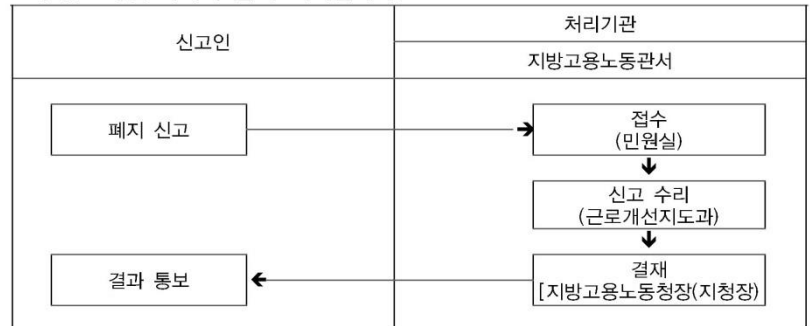 신고인
처리기관
지방고용노동관서
폐지 신고
접수
(민원실)
신고 수리
(근로개선지도과)
결과 통보
결재
[지방고용노동청장(지청장)